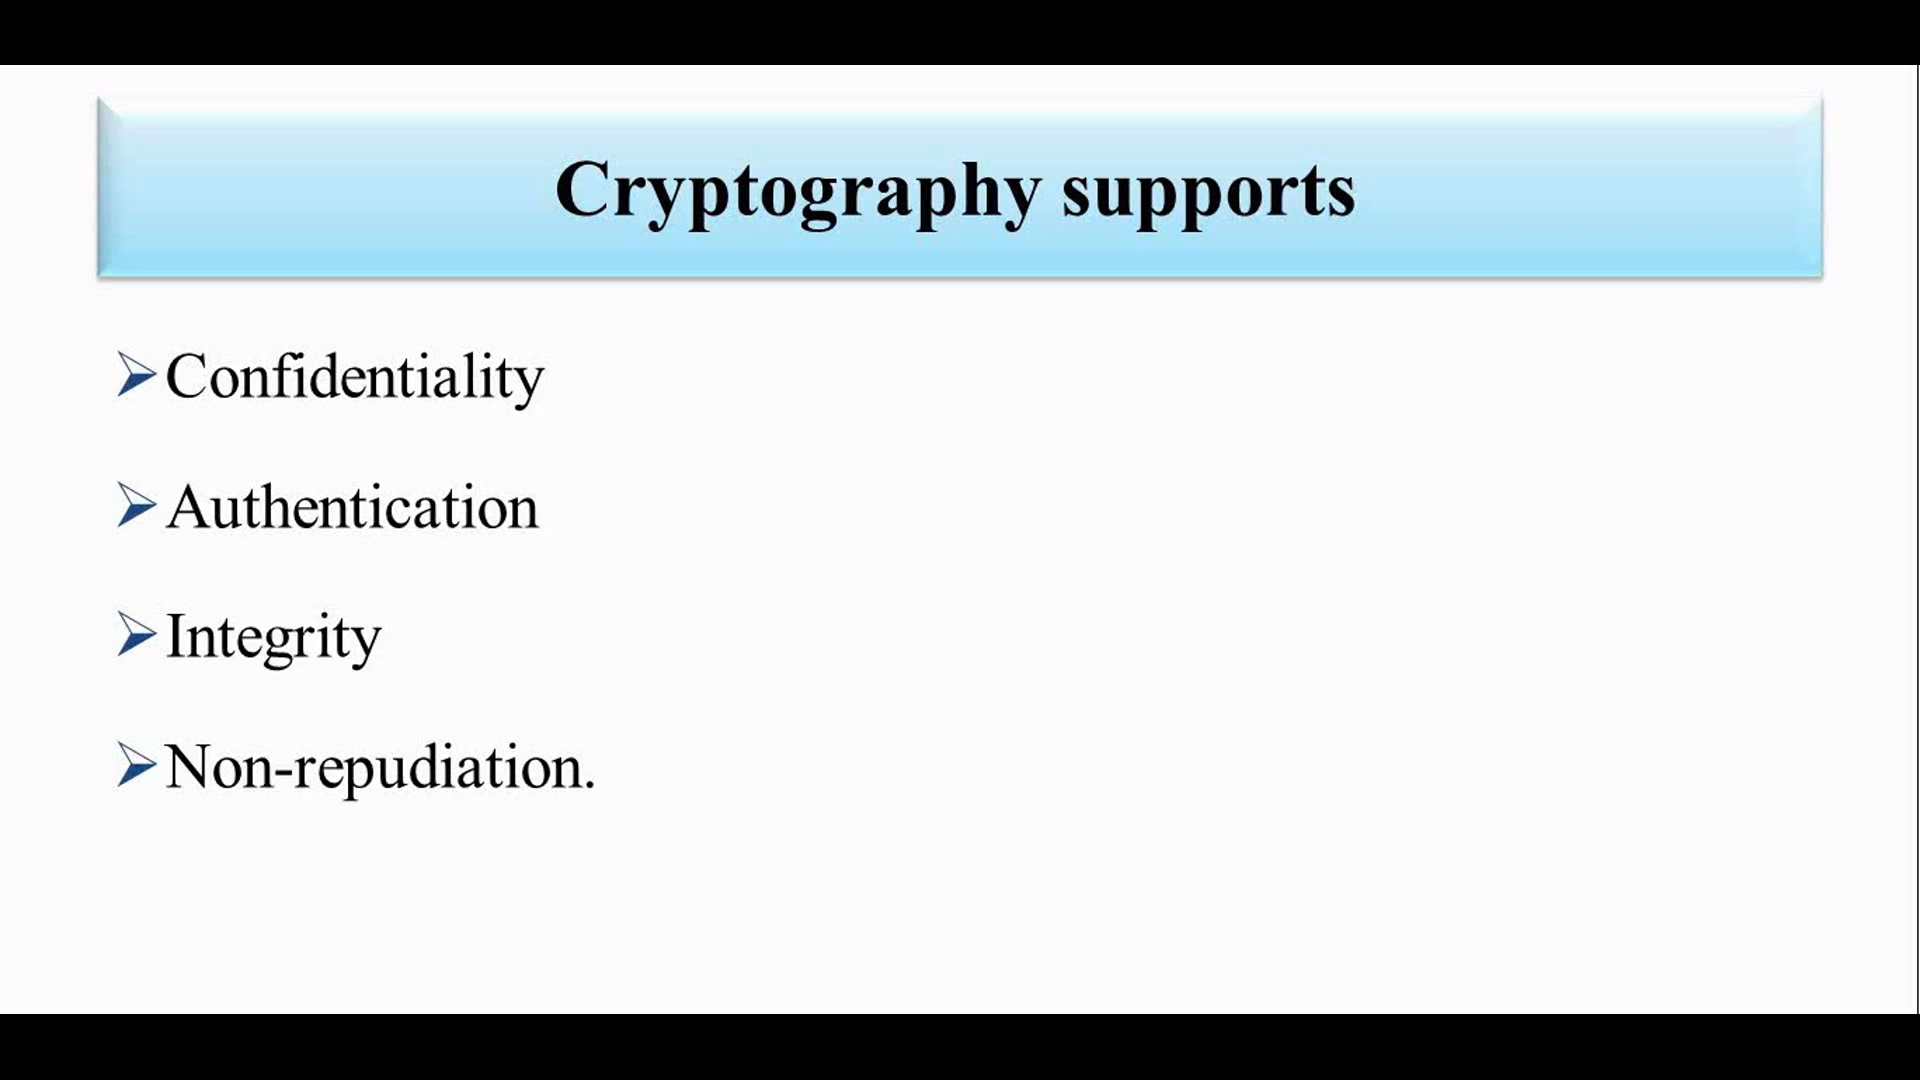 Cryptography supports
Confidentiality
Authentication
Integrity
Non-repudiation.